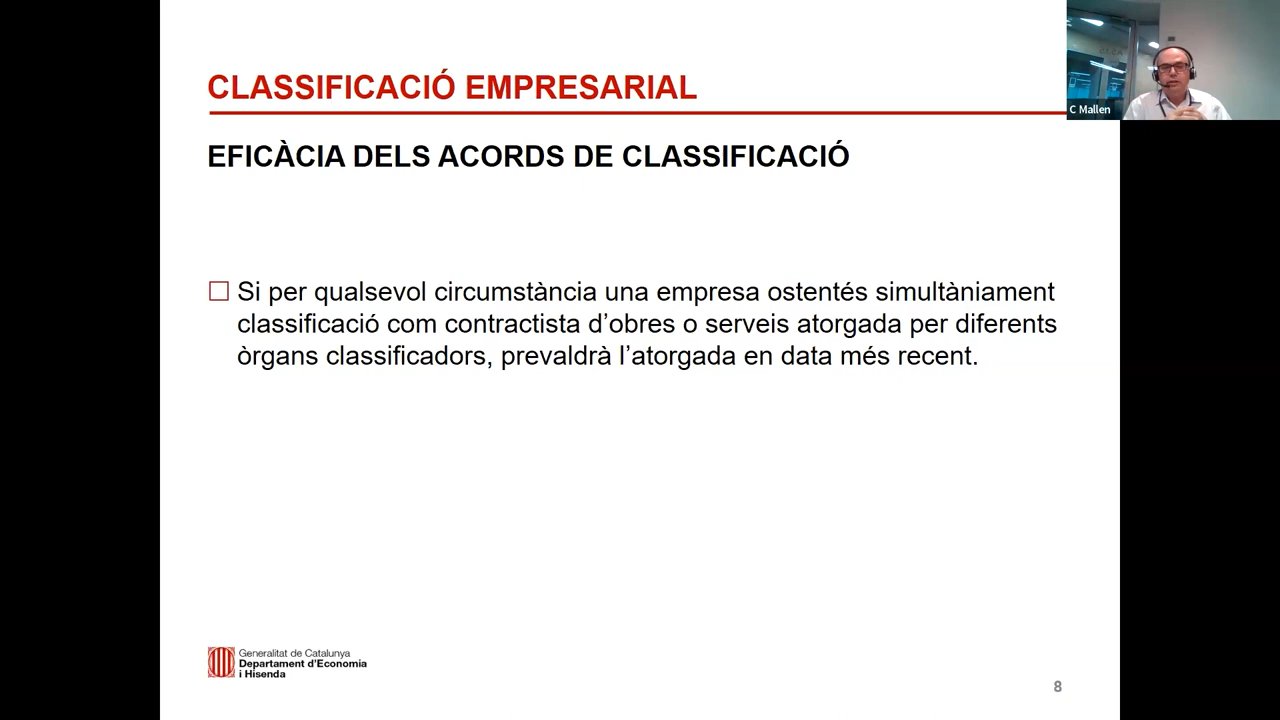 CLASSIFICACIÓ EMPRESARIAL
C Mallen
EFICÀCIA DELS ACORDS DE CLASSIFICACIÓ
Si per qualsevol circumstància una empresa ostentés simultàniament
classificació com contractista d’obres o serveis atorgada per diferents
òrgans classificadors, prevaldrà l’atorgada en data més recent.
Generalitat de Catalunya
Departament d’Economia
i Hisenda
8